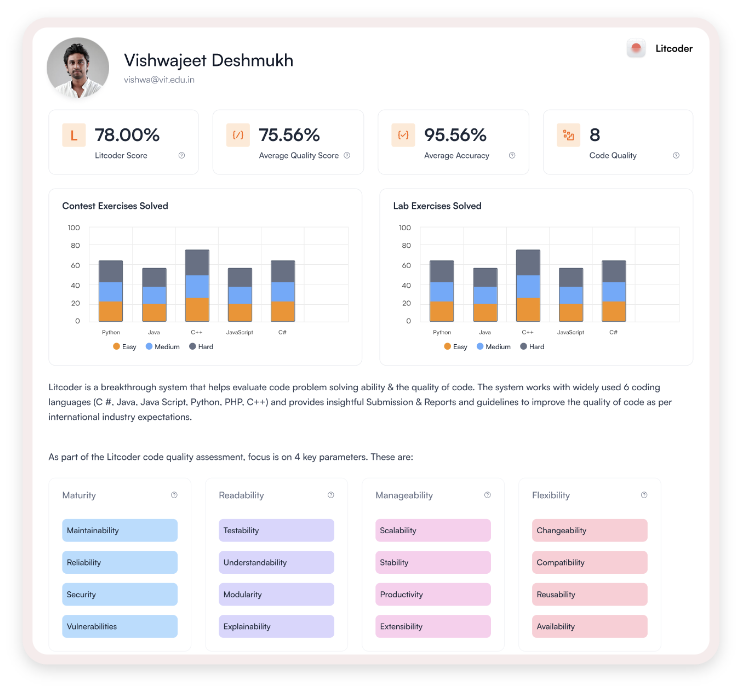 Vishwajeet Deshmukh
vishwa@vit.edu.in
Litcoder
L
78.00%
Litcoder Score
75.56%
Average Quality Score
95.56%
Average Accuracy
8
Code Quality
Contest Exercises Solved
100
80
60
40
20
0
Python Java C++ JavaScript C#
Easy Medium Hard
Lab Exercises Solved
100
80
60
40
20
0
Python Java C++ JavaScript C#
Easy Medium Hard
Litcoder is a breakthrough system that helps evaluate code problem solving ability & the quality of code. The system works with widely used 6 coding
languages (C #, Java, Java Script, Python, PHP, C++) and provides insightful Submission & Reports and guidelines to improve the quality of code as per
international industry expectations.
As part of the Litcoder code quality assessment, focus is on 4 key parameters. These are:
Maturity
Maintainability
Reliability
Security
Vulnerabilities
Readability
Testability
Understandability
Modularity
Explainability
Manageability
Scalability
Stability
Productivity
Extensibility
Flexibility
Changeability
Compatibility
Reusability
Availability